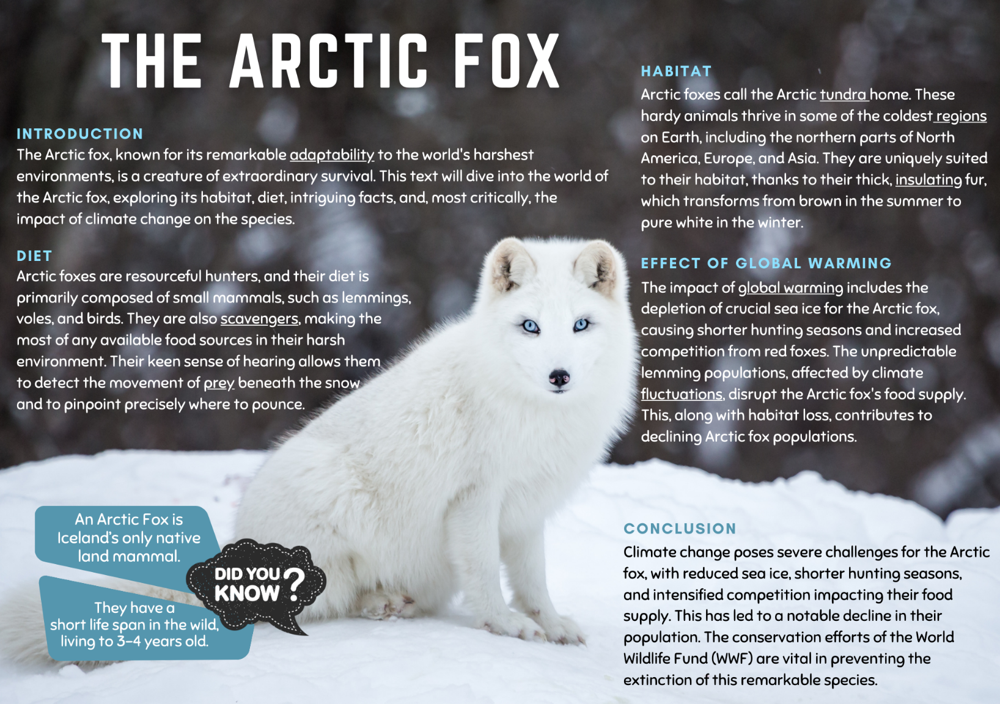 THE ARCTIC FOX
INTRODUCTION
The Arctic fox, known for its remarkable adaptability to the world's harshest
environments, is a creature of extraordinary survival. This text will dive into the world of
the Arctic fox, exploring its habitat, diet, intriguing facts, and, most critically, the
impact of climate change on the species.
DIET
Arctic foxes are resourceful hunters, and their diet is
primarily composed of small mammals, such as lemmings,
voles, and birds. They are also scavengers, making the
most of any available food sources in their harsh
environment. Their keen sense of hearing allows them
to detect the movement of prey beneath the snow
and to pinpoint precisely where to pounce.
HABITAT
Arctic foxes call the Arctic tundra home. These
hardy animals thrive in some of the coldest regions
on Earth, including the northern parts of North
America, Europe, and Asia. They are uniquely suited
to their habitat, thanks to their thick, insulating fur,
which transforms from brown in the summer to
pure white in the winter.
EFFECT OF GLOBAL WARMING
The impact of global warming includes the
depletion of crucial sea ice for the Arctic fox,
causing shorter hunting seasons and increased
competition from red foxes. The unpredictable
lemming populations, affected by climate
fluctuations, disrupt the Arctic fox's food supply.
This, along with habitat loss, contributes to
declining Arctic fox populations.
An Arctic Fox is
Iceland's only native
land mammal.
DID YOU
KNOW?
They have a
short life span in the wild,
living to 3-4 years old.
CONCLUSION
Climate change poses severe challenges for the Arctic
fox, with reduced sea ice, shorter hunting seasons,
and intensified competition impacting their food
supply. This has led to a notable decline in their
population. The conservation efforts of the World
Wildlife Fund (WWF) are vital in preventing the
extinction of this remarkable species.